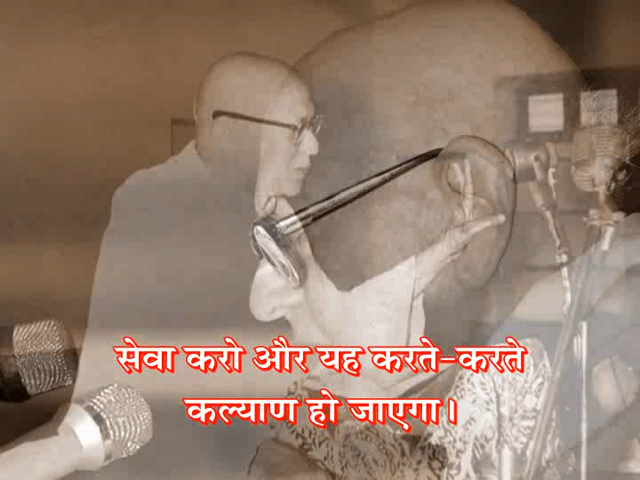 सेवा करो और यह करते-करते
कल्याण हो जाएगा।